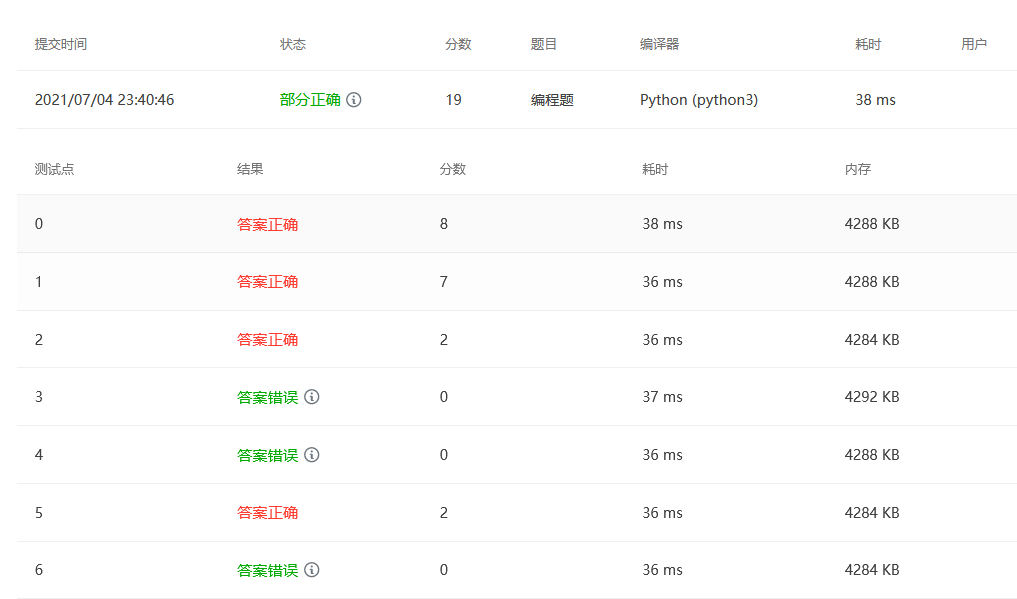 提交时间 状态 分数 题目 编译器 耗时 用户
2021/07/04 23:40:46 部分正确 19 编程题 Python (python3) 38 ms
测试点 结果 分数 耗时 内存
0 答案正确 8 38 ms 4288 KB
1 答案正确 7 36 ms 4288 KB
2 答案正确 2 36 ms 4284 KB
3 答案错误 0 37 ms 4292 KB
4 答案错误 0 36 ms 4288 KB
5 答案正确 2 36 ms 4284 KB
6 答案错误 0 36 ms 4284 KB